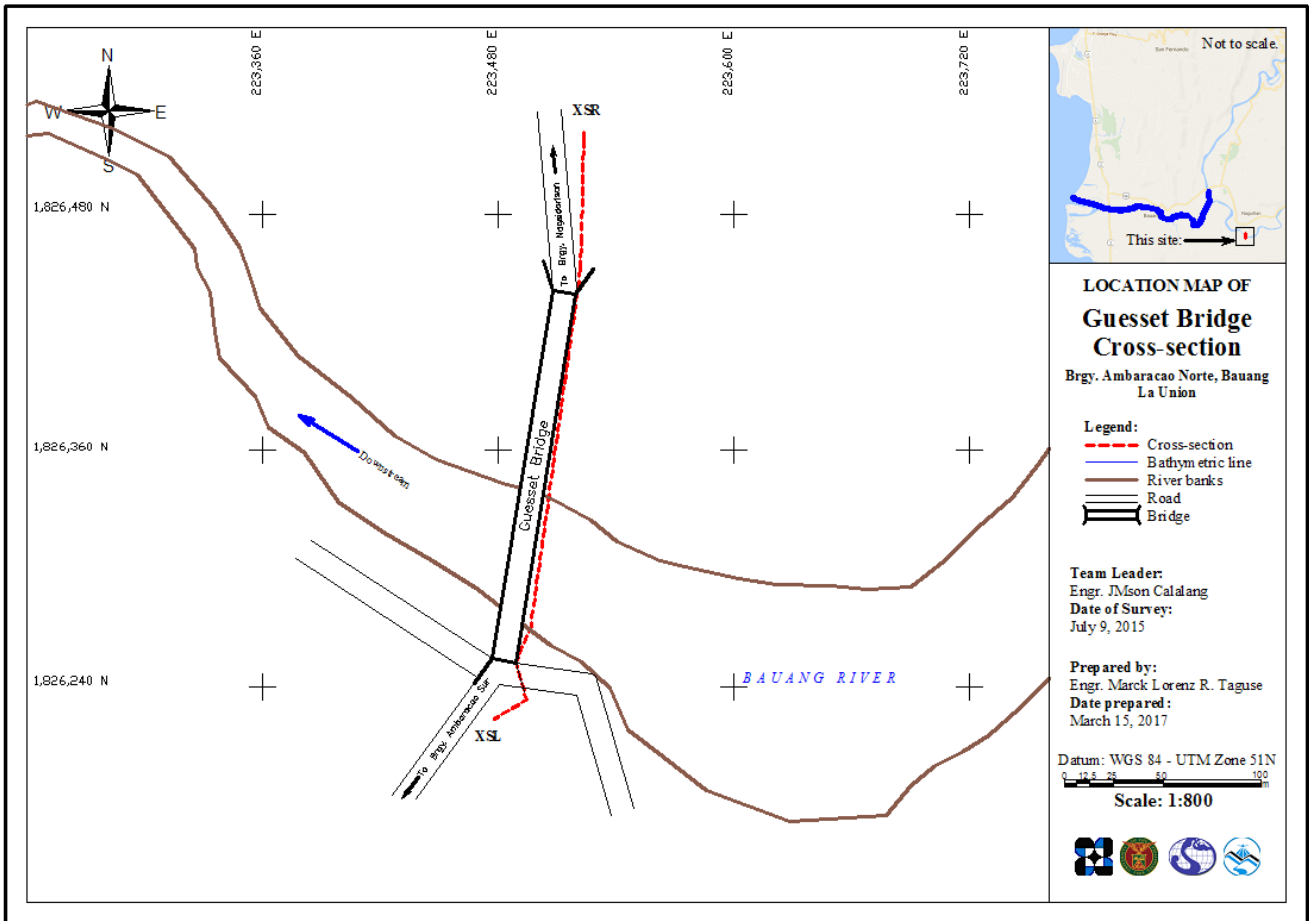 N
W E
S
223,360 E
223,480 E
223,600 E
223,720 E
XSR
1,826,480 N
To Brgy. Nagsidorisan
Guesset Bridge
1,826,360 N
Downstream
1,826,240 N
BAUANG RIVER
To Brgy. Ambaracao Sur
XSL
Not to scale.
San Fernando
Naguilian
This site:
LOCATION MAP OF
Guesset Bridge
Cross-section
Brgy. Ambaracao Norte, Bauang
La Union
Legend:
Cross-section
Bathymetric line
River banks
Road
Bridge
Team Leader:
Engr. JMson Calalang
Date of Survey:
July 9, 2015
Prepared by:
Engr. Marck Lorenz R. Taguse
Date prepared:
March 15, 2017
Datum: WGS 84 - UTM Zone 51N
0 12.5 25 50 100
m
Scale: 1:800